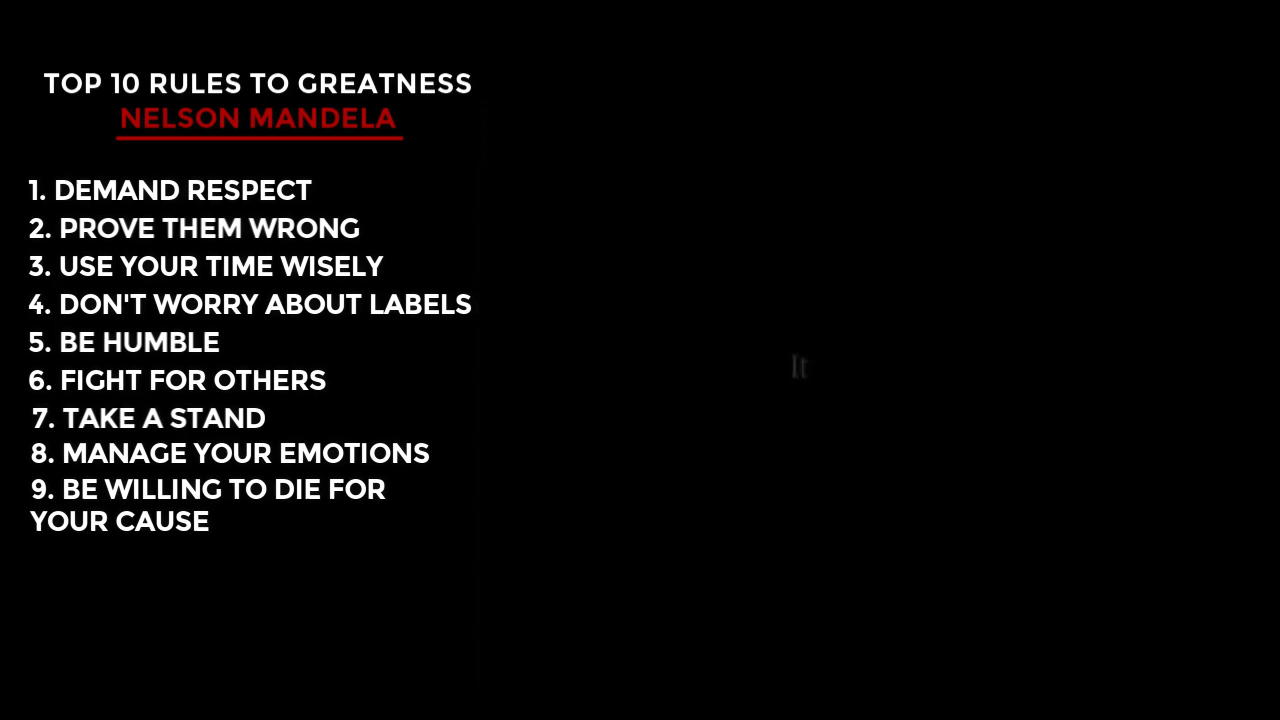 TOP 10 RULES TO GREATNESS
NELSON MANDELA
1. DEMAND RESPECT
2. PROVE THEM WRONG
3. USE YOUR TIME WISELY
4. DON'T WORRY ABOUT LABELS
5. BE HUMBLE
6. FIGHT FOR OTHERS
7. TAKE A STAND
8. MANAGE YOUR EMOTIONS
9. BE WILLING TO DIE FOR
YOUR CAUSE
It